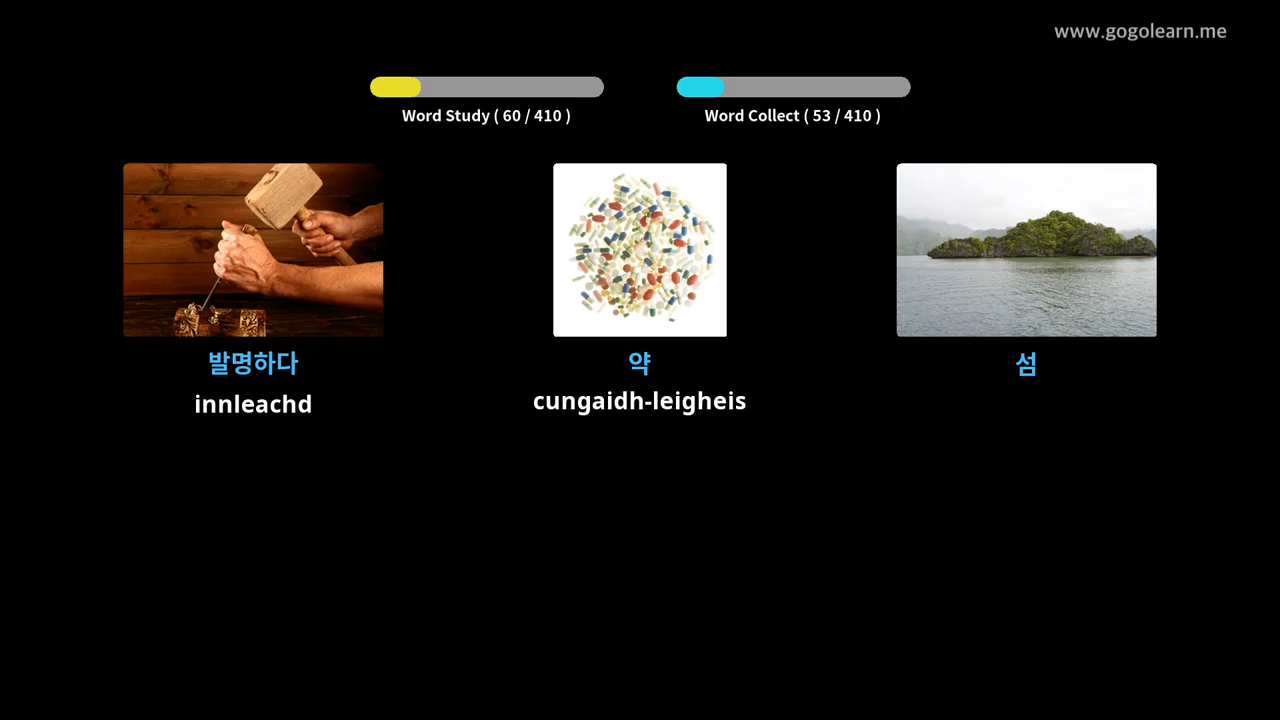 www.gogolearn.me
Word Study ( 60 / 410 )
Word Collect ( 53 / 410 )
발명하다
약
섬
innleachd
cungaidh-leigheis